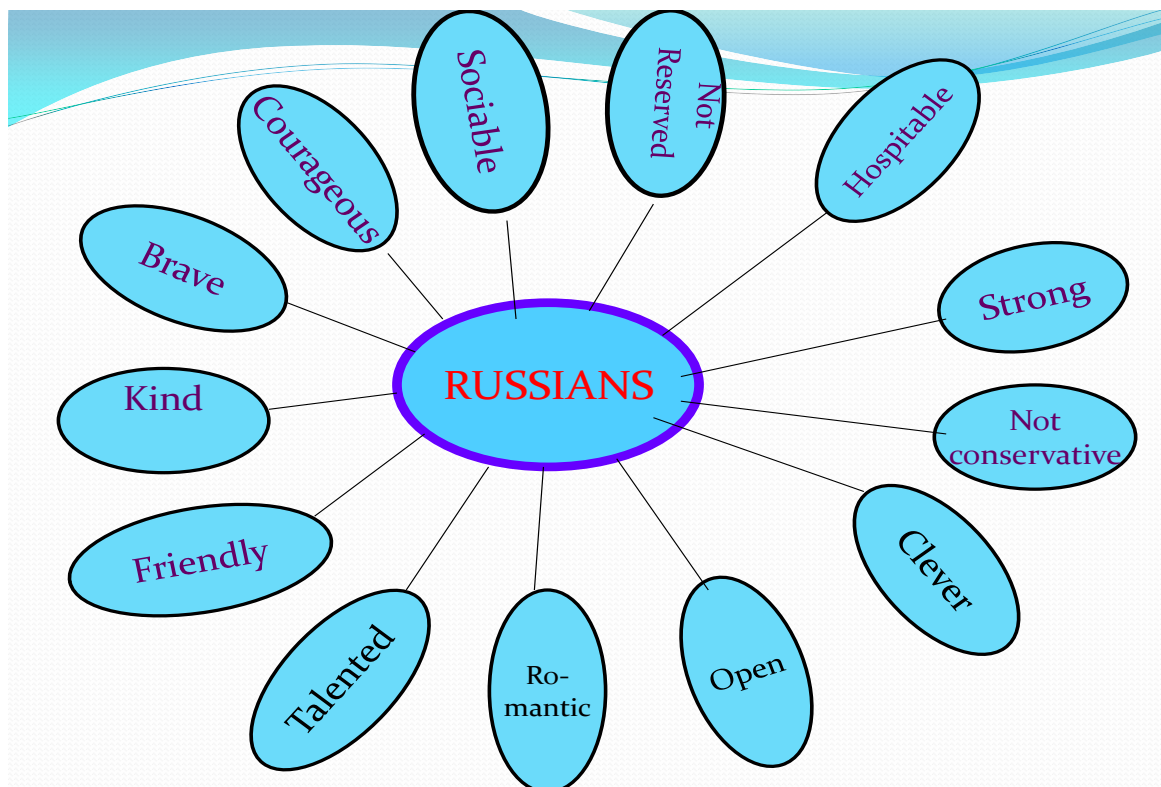 Sociable
Not
Reserved
Hospitable
Courageous
Brave
Strong
RUSSIANS
Kind
Not
conservative
Friendly
Clever
Talented
Ro-
mantic
Open